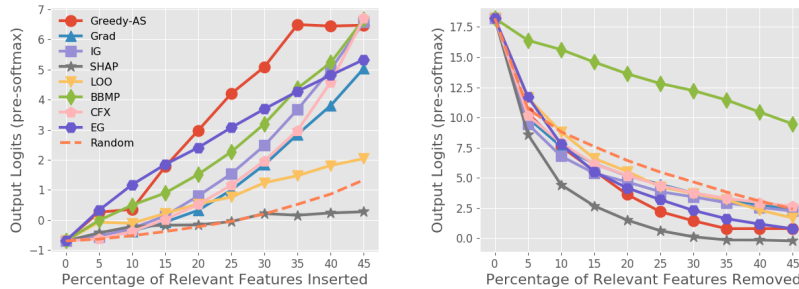 Output Logits (pre-softmax)
7
6
5
4
3
2
1
0
−1
Greedy-AS
Grad
IG
SHAP
LOO
BBMP
CFX
EG
Random
0 5 10 15 20 25 30 35 40 45
Percentage of Relevant Features Inserted
Output Logits (pre-softmax)
17.5
15.0
12.5
10.0
7.5
5.0
2.5
0.0
0 5 10 15 20 25 30 35 40 45
Percentage of Relevant Features Removed